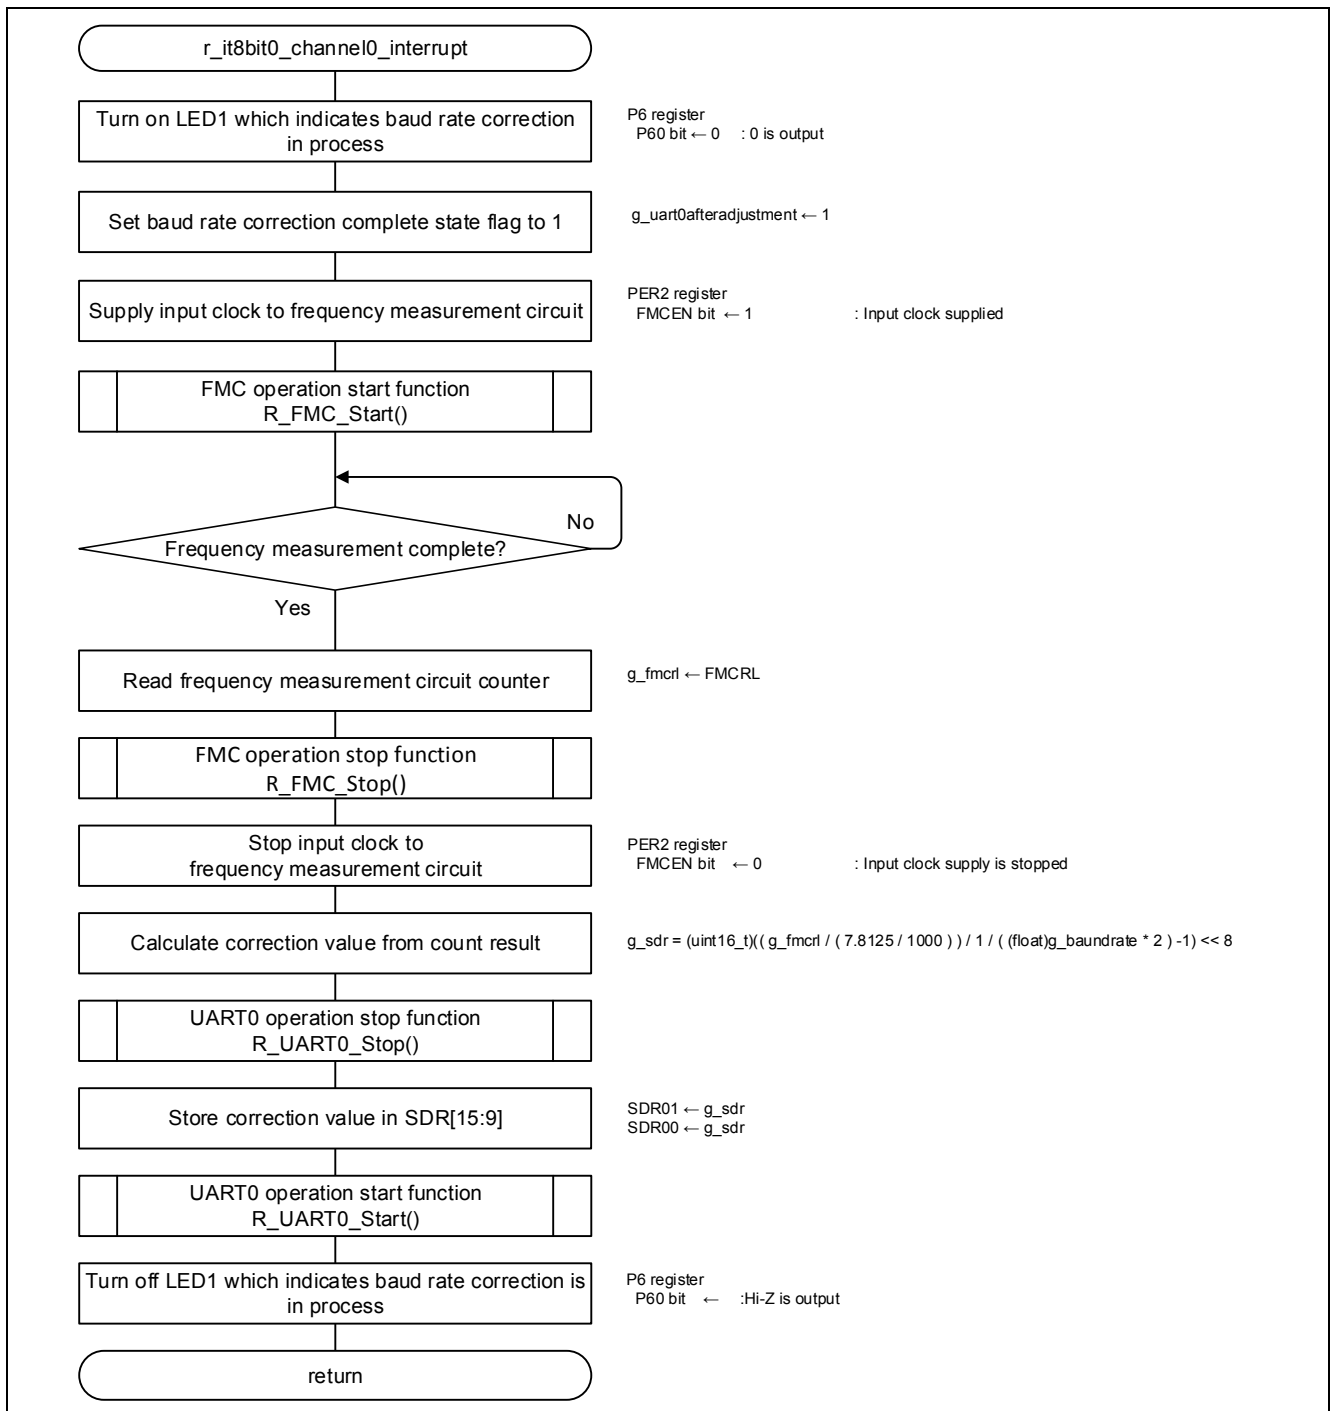 r_it8bit0_channel0_interrupt
Turn on LED1 which indicates baud rate correction
in process
P6 register
P60 bit ← 0 : 0 is output
Set baud rate correction complete state flag to 1
g_uart0afteradjustment ← 1
Supply input clock to frequency measurement circuit
PER2 register
FMCEN bit ← 1 : Input clock supplied
FMC operation start function
R_FMC_Start()
No
Frequency measurement complete?
Yes
Read frequency measurement circuit counter
g_fmcrl ← FMCRL
FMC operation stop function
R_FMC_Stop()
Stop input clock to
frequency measurement circuit
PER2 register
FMCEN bit ← 0 : Input clock supply is stopped
Calculate correction value from count result
g_sdr = (uint16_t)(( g_fmcrl / ( 7.8125 / 1000 ) ) / 1 / ( (float)g_baundrate * 2 ) -1) << 8
UART0 operation stop function
R_UART0_Stop()
Store correction value in SDR[15:9]
SDR01 ← g_sdr
SDR00 ← g_sdr
UART0 operation start function
R_UART0_Start()
Turn off LED1 which indicates baud rate correction is
in process
P6 register
P60 bit ← :Hi-Z is output
return